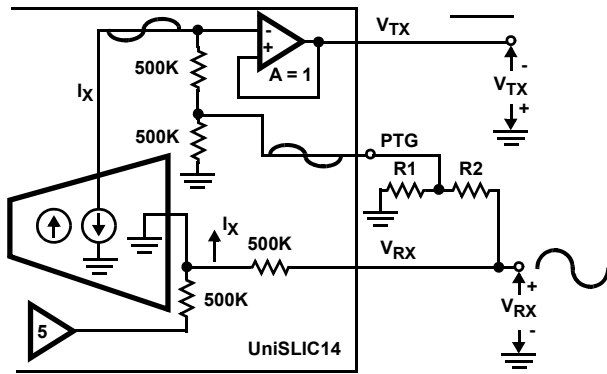 V_TX
500K
-
+
A = 1
V_TX
-
+
I_X
500K
PTG
R1
R2
I_X
500K
V_RX
500K
V_RX
+
-
5
UniSLIC14